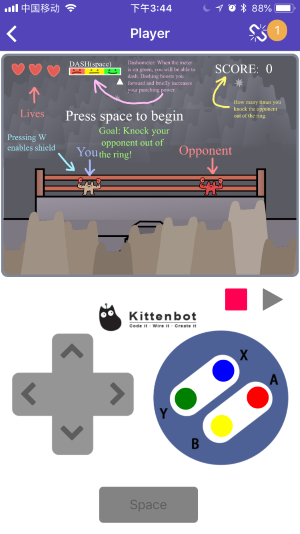 中国移动
下午3:44
88%
Player
1
DASH(space)
Dashometer: When the meter
is on green, you will be able to
dash. Dashing boosts you
forward and briefly increases
your punching power.
SCORE: 0
How many times you
knock the opponent
out of the ring.
Lives
Press space to begin
Pressing W
enables shield
Goal: Knock your
opponent out of
the ring!
You
Opponent
Kittenbot
Code it · Wire it · Create it
X
A
Y
B
Space